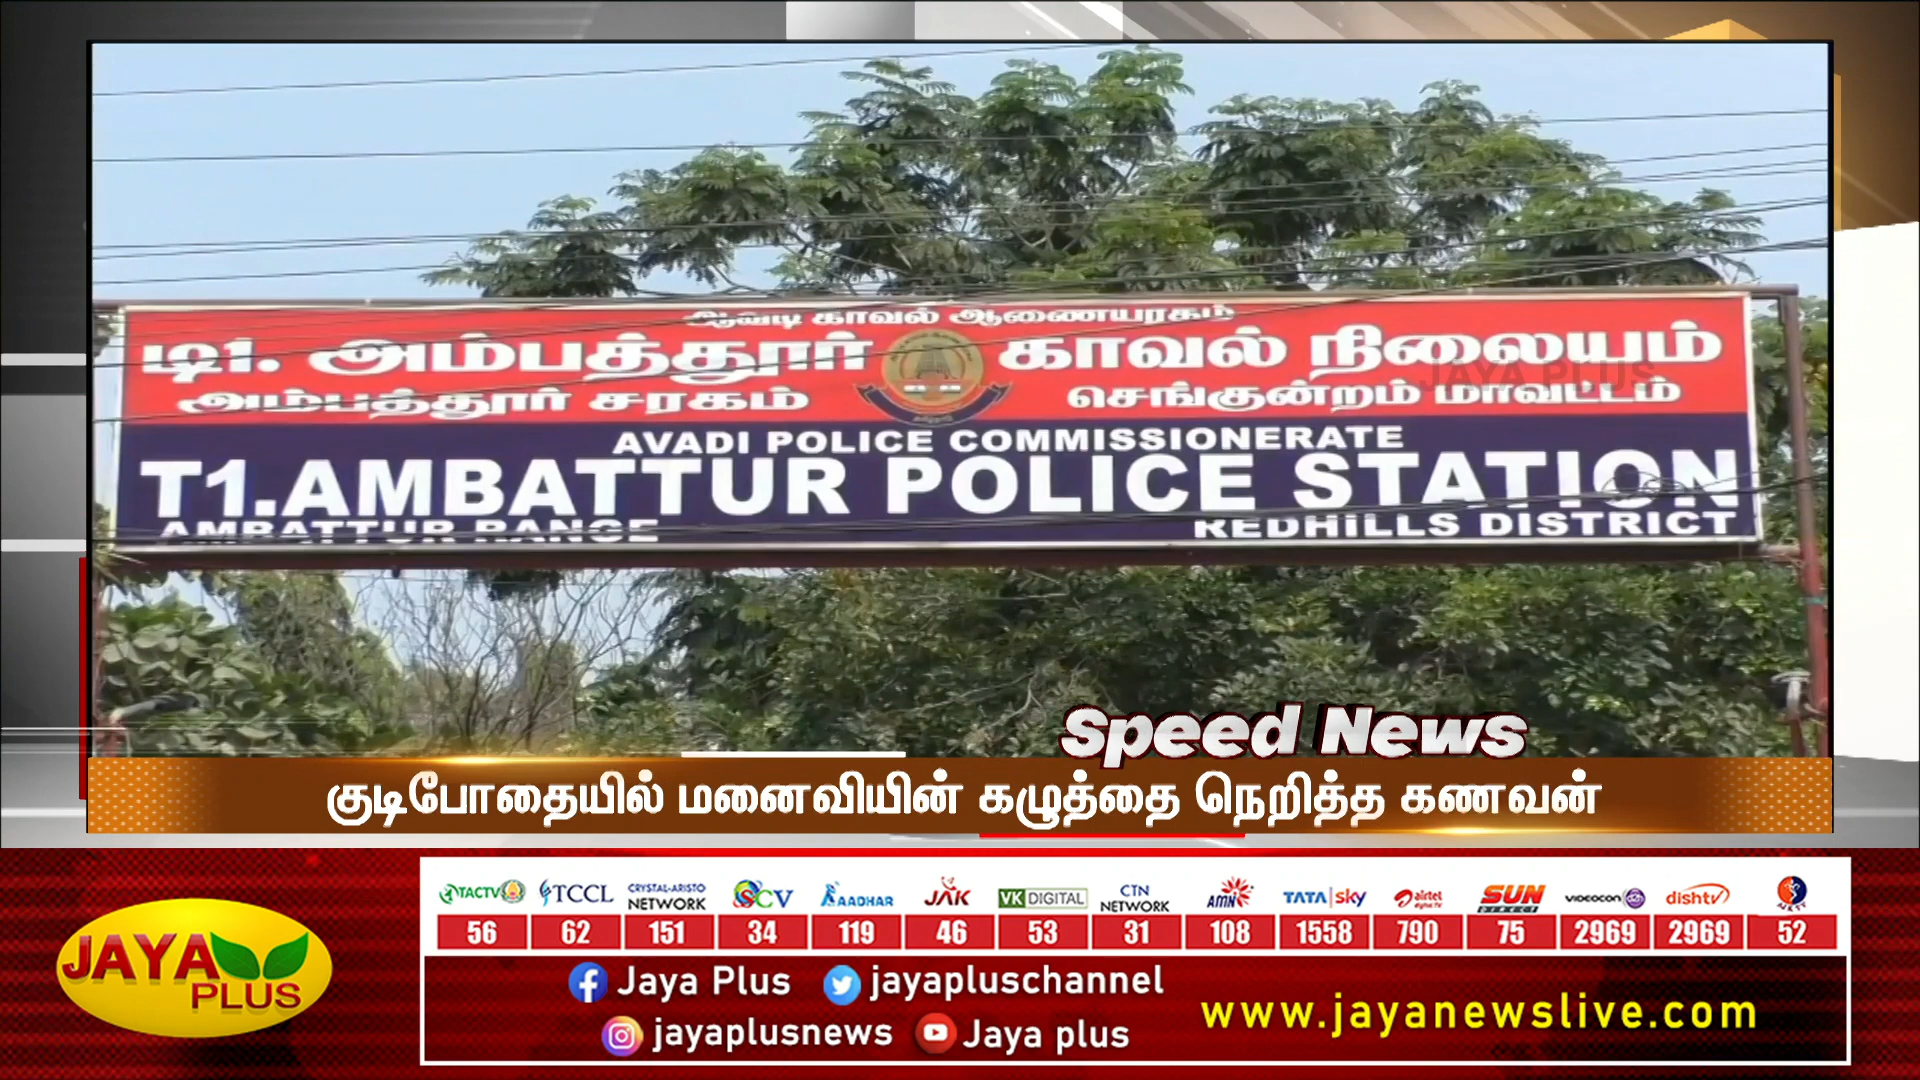 ஆவடி காவல் ஆணையரகம்
டி1. அம்பத்தூர் காவல் நிலையம்
JAYA PLUS
அம்பத்தூர் சரகம் செங்குன்றம் மாவட்டம்
AVADI POLICE COMMISSIONERATE
T1.AMBATTUR POLICE STATION
AMBATTUR RANGE REDHILLS DISTRICT
Speed News
குடிபோதையில் மனைவியின் கழுத்தை நெறித்த கணவன்
TACTV TCCL CRYSTAL-ARISTO NETWORK SCV AADHAR JAK VK DIGITAL CTN NETWORK AMN TATA sky airtel digital TV SUN DIRECT VIDEOCON dishtv
56 62 151 34 119 46 53 31 108 1558 790 75 2969 2969 52
JAYA PLUS
Jaya Plus jayapluschannel
jayaplusnews Jaya plus
www.jayanewslive.com